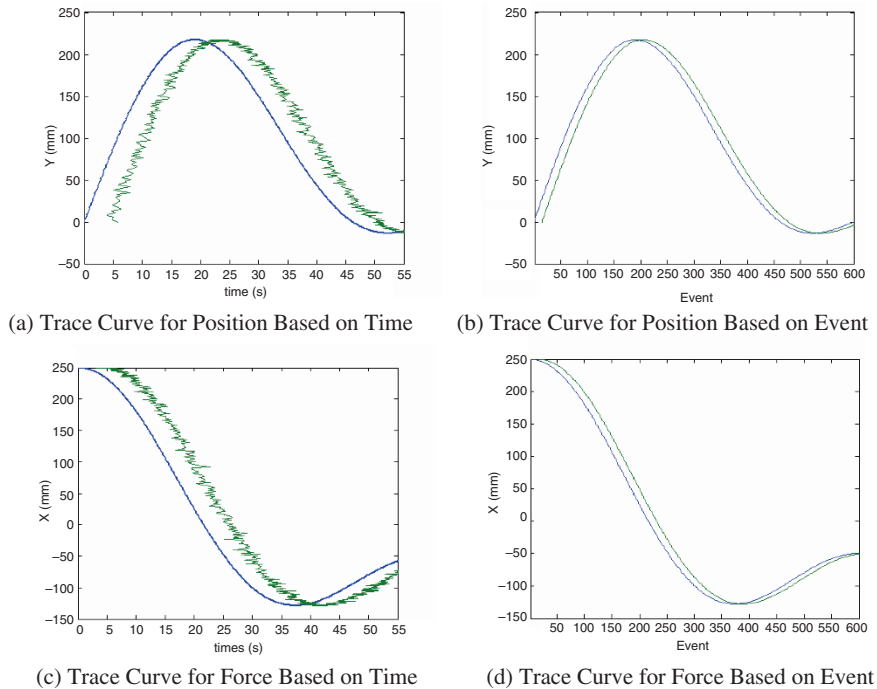 250
200
150
100
50
0
−50
Y (mm)
0 5 10 15 20 25 30 35 40 45 50 55
time (s)
(a) Trace Curve for Position Based on Time
250
200
150
100
50
0
−50
Y (mm)
50 100 150 200 250 300 350 400 450 500 550 600
Event
(b) Trace Curve for Position Based on Event
250
200
150
100
50
0
−50
−100
−150
X (mm)
0 5 10 15 20 25 30 35 40 45 50 55
times (s)
(c) Trace Curve for Force Based on Time
250
200
150
100
50
0
−50
−100
−150
X (mm)
50 100 150 200 250 300 350 400 450 500 550 600
Event
(d) Trace Curve for Force Based on Event